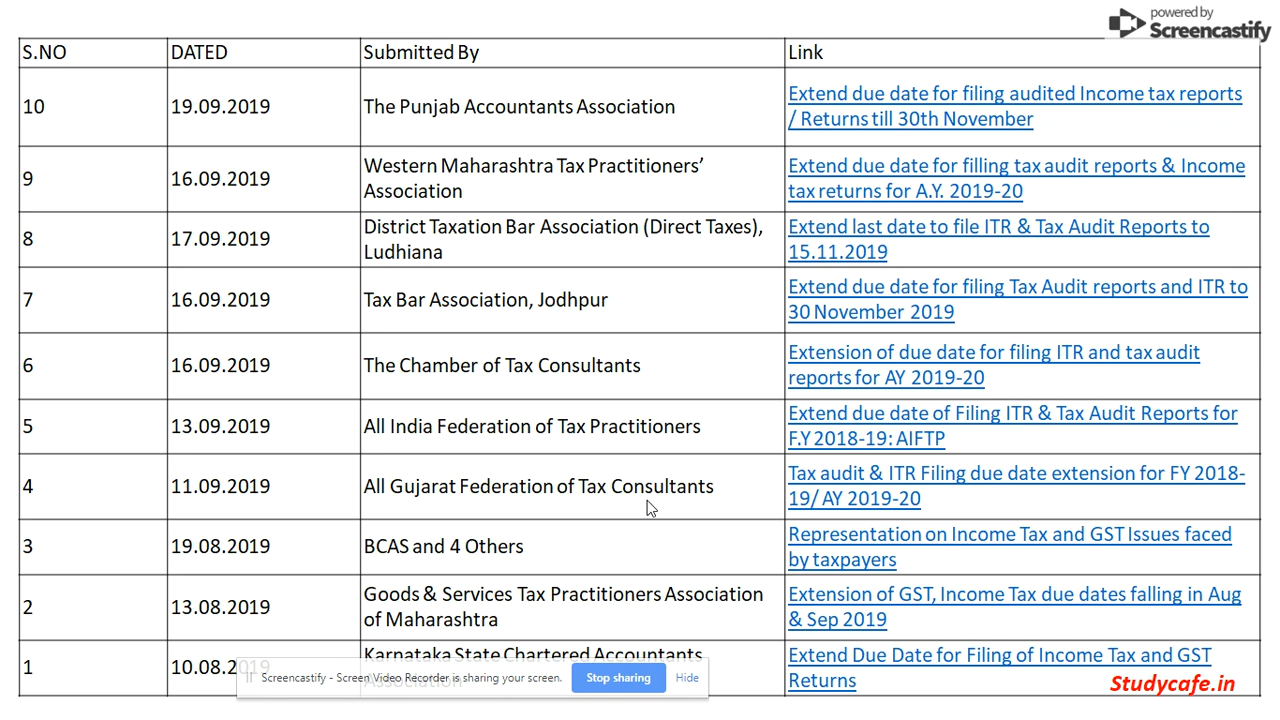 powered by
Screencastify
S.NO DATED Submitted By Link
10 19.09.2019 The Punjab Accountants Association Extend due date for filing audited Income tax reports
/ Returns till 30th November
9 16.09.2019 Western Maharashtra Tax Practitioners’ Extend due date for filling tax audit reports & Income
Association tax returns for A.Y. 2019-20
8 17.09.2019 District Taxation Bar Association (Direct Taxes), Extend last date to file ITR & Tax Audit Reports to
Ludhiana 15.11.2019
7 16.09.2019 Tax Bar Association, Jodhpur Extend due date for filing Tax Audit reports and ITR to
30 November 2019
6 16.09.2019 The Chamber of Tax Consultants Extension of due date for filing ITR and tax audit
reports for AY 2019-20
5 13.09.2019 All India Federation of Tax Practitioners Extend due date of Filing ITR & Tax Audit Reports for
F.Y 2018-19: AIFTP
4 11.09.2019 All Gujarat Federation of Tax Consultants Tax audit & ITR Filing due date extension for FY 2018-
19/ AY 2019-20
3 19.08.2019 BCAS and 4 Others Representation on Income Tax and GST Issues faced
by taxpayers
2 13.08.2019 Goods & Services Tax Practitioners Association Extension of GST, Income Tax due dates falling in Aug
of Maharashtra & Sep 2019
1 10.08.2019 Karnataka State Chartered Accountants Extend Due Date for Filing of Income Tax and GST
Association Returns
Screencastify - Screen Video Recorder is sharing your screen. Stop sharing Hide
Studycafe.in